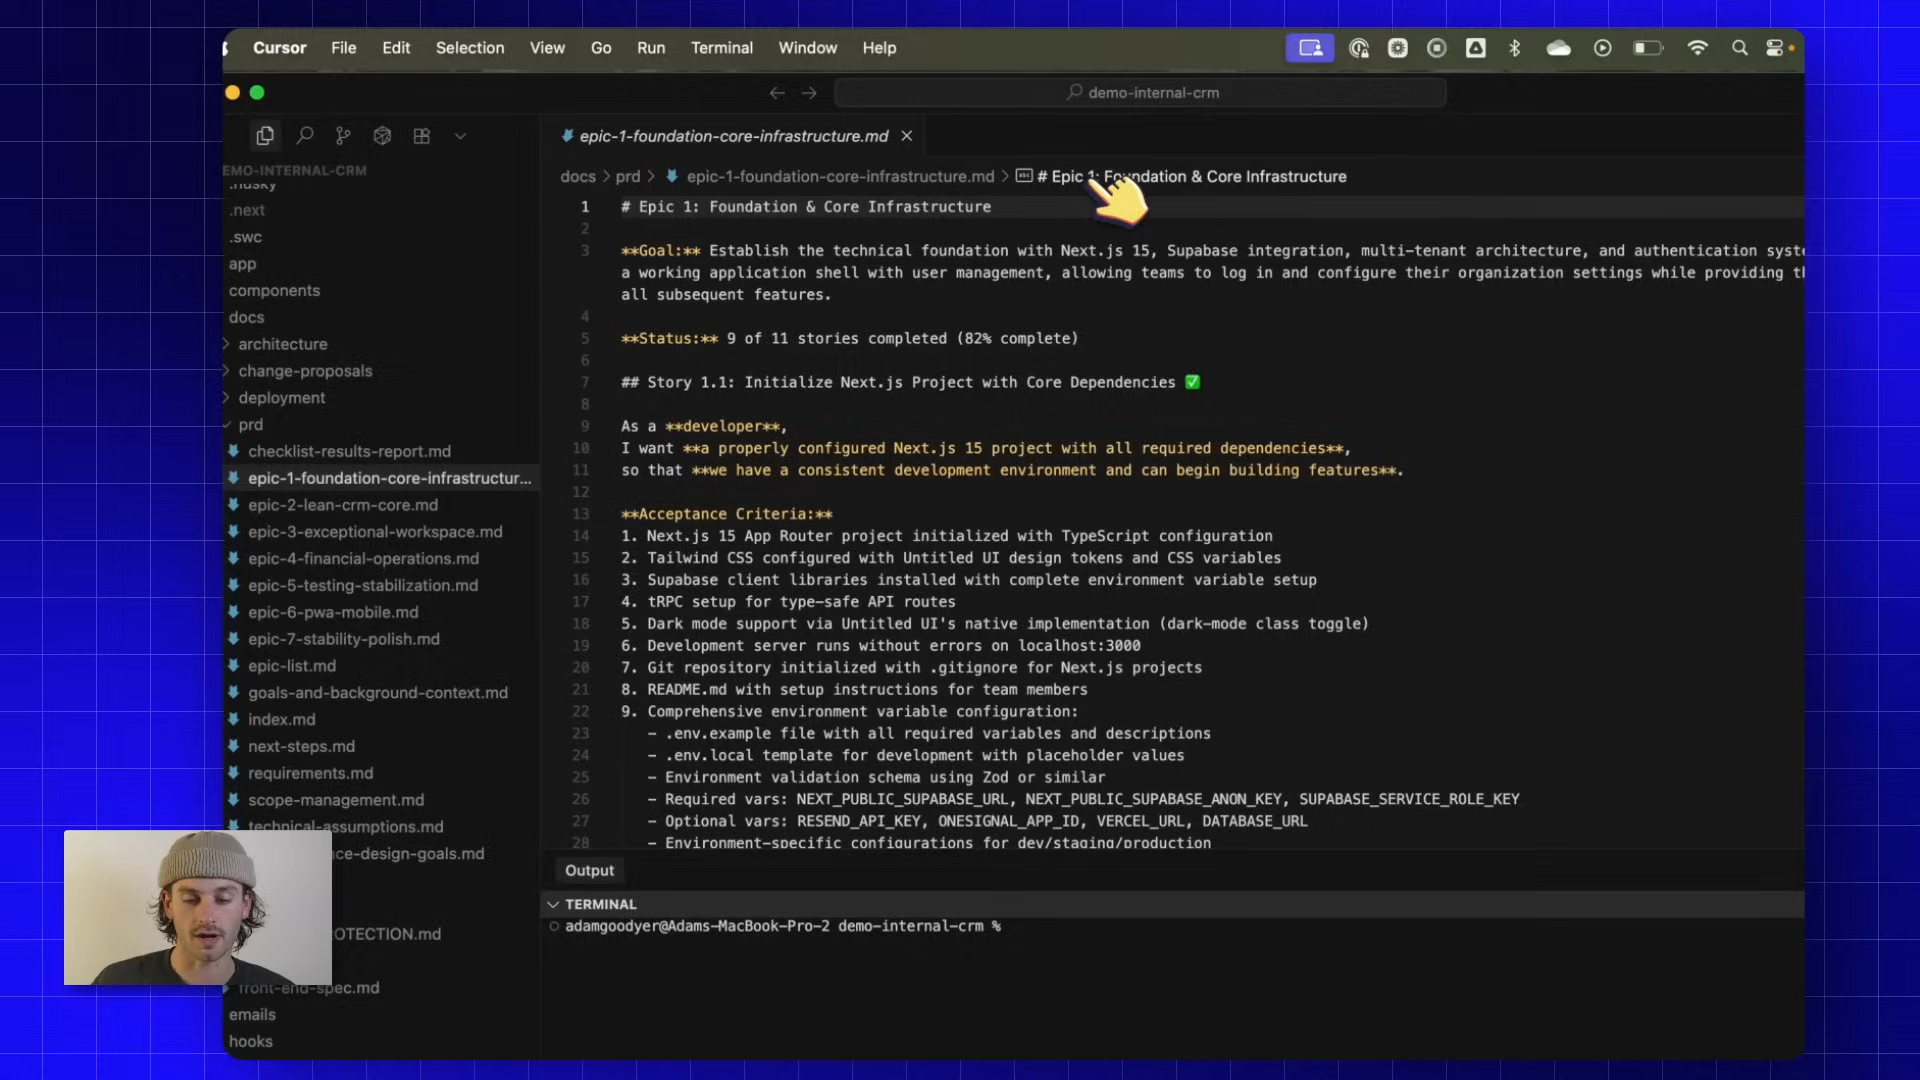 Cursor File Edit Selection View Go Run Terminal Window Help
demo-internal-crm
epic-1-foundation-core-infrastructure.md
EMO-INTERNAL-CRM
.husky
.next
.swc
app
components
docs
architecture
change-proposals
deployment
prd
checklist-results-report.md
epic-1-foundation-core-infrastructur...
epic-2-lean-crm-core.md
epic-3-exceptional-workspace.md
epic-4-financial-operations.md
epic-5-testing-stabilization.md
epic-6-pwa-mobile.md
epic-7-stability-polish.md
epic-list.md
goals-and-background-context.md
index.md
next-steps.md
requirements.md
scope-management.md
technical-assumptions.md
ce-design-goals.md
OTECTION.md
front-end-spec.md
emails
hooks
docs > prd > epic-1-foundation-core-infrastructure.md > # Epic 1: Foundation & Core Infrastructure
1 # Epic 1: Foundation & Core Infrastructure
2
3 **Goal:** Establish the technical foundation with Next.js 15, Supabase integration, multi-tenant architecture, and authentication syste
a working application shell with user management, allowing teams to log in and configure their organization settings while providing th
all subsequent features.
4
5 **Status:** 9 of 11 stories completed (82% complete)
6
7 ## Story 1.1: Initialize Next.js Project with Core Dependencies ✅
8
9 As a **developer**,
10 I want **a properly configured Next.js 15 project with all required dependencies**,
11 so that **we have a consistent development environment and can begin building features**.
12
13 **Acceptance Criteria:**
14 1. Next.js 15 App Router project initialized with TypeScript configuration
15 2. Tailwind CSS configured with Untitled UI design tokens and CSS variables
16 3. Supabase client libraries installed with complete environment variable setup
17 4. tRPC setup for type-safe API routes
18 5. Dark mode support via Untitled UI's native implementation (dark-mode class toggle)
19 6. Development server runs without errors on localhost:3000
20 7. Git repository initialized with .gitignore for Next.js projects
21 8. README.md with setup instructions for team members
22 9. Comprehensive environment variable configuration:
23 - .env.example file with all required variables and descriptions
24 - .env.local template for development with placeholder values
25 - Environment validation schema using Zod or similar
26 - Required vars: NEXT_PUBLIC_SUPABASE_URL, NEXT_PUBLIC_SUPABASE_ANON_KEY, SUPABASE_SERVICE_ROLE_KEY
27 - Optional vars: RESEND_API_KEY, ONESIGNAL_APP_ID, VERCEL_URL, DATABASE_URL
28 - Environment-specific configurations for dev/staging/production
Output
TERMINAL
adamgoodyer@Adams-MacBook-Pro-2 demo-internal-crm %